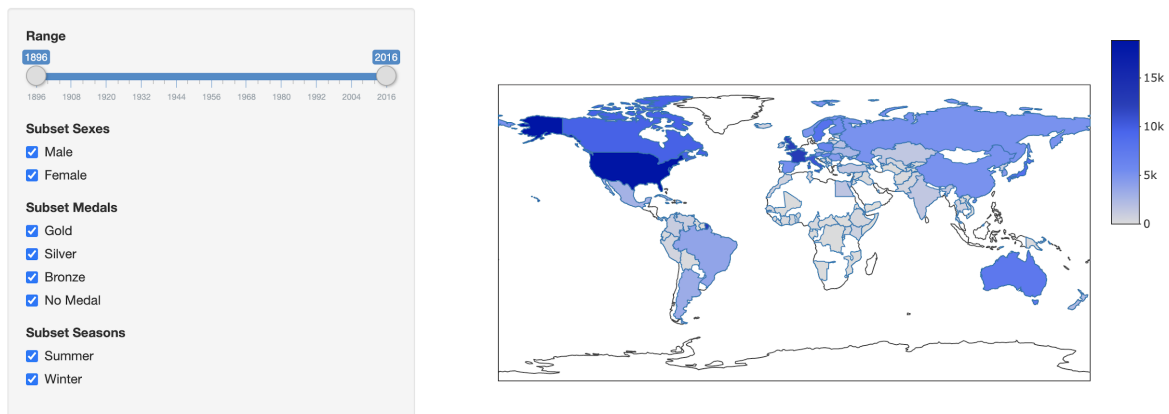 Range
1896 2016
1896 1908 1920 1932 1944 1956 1968 1980 1992 2004 2016
Subset Sexes
Male
Female
Subset Medals
Gold
Silver
Bronze
No Medal
Subset Seasons
Summer
Winter
15k
10k
5k
0